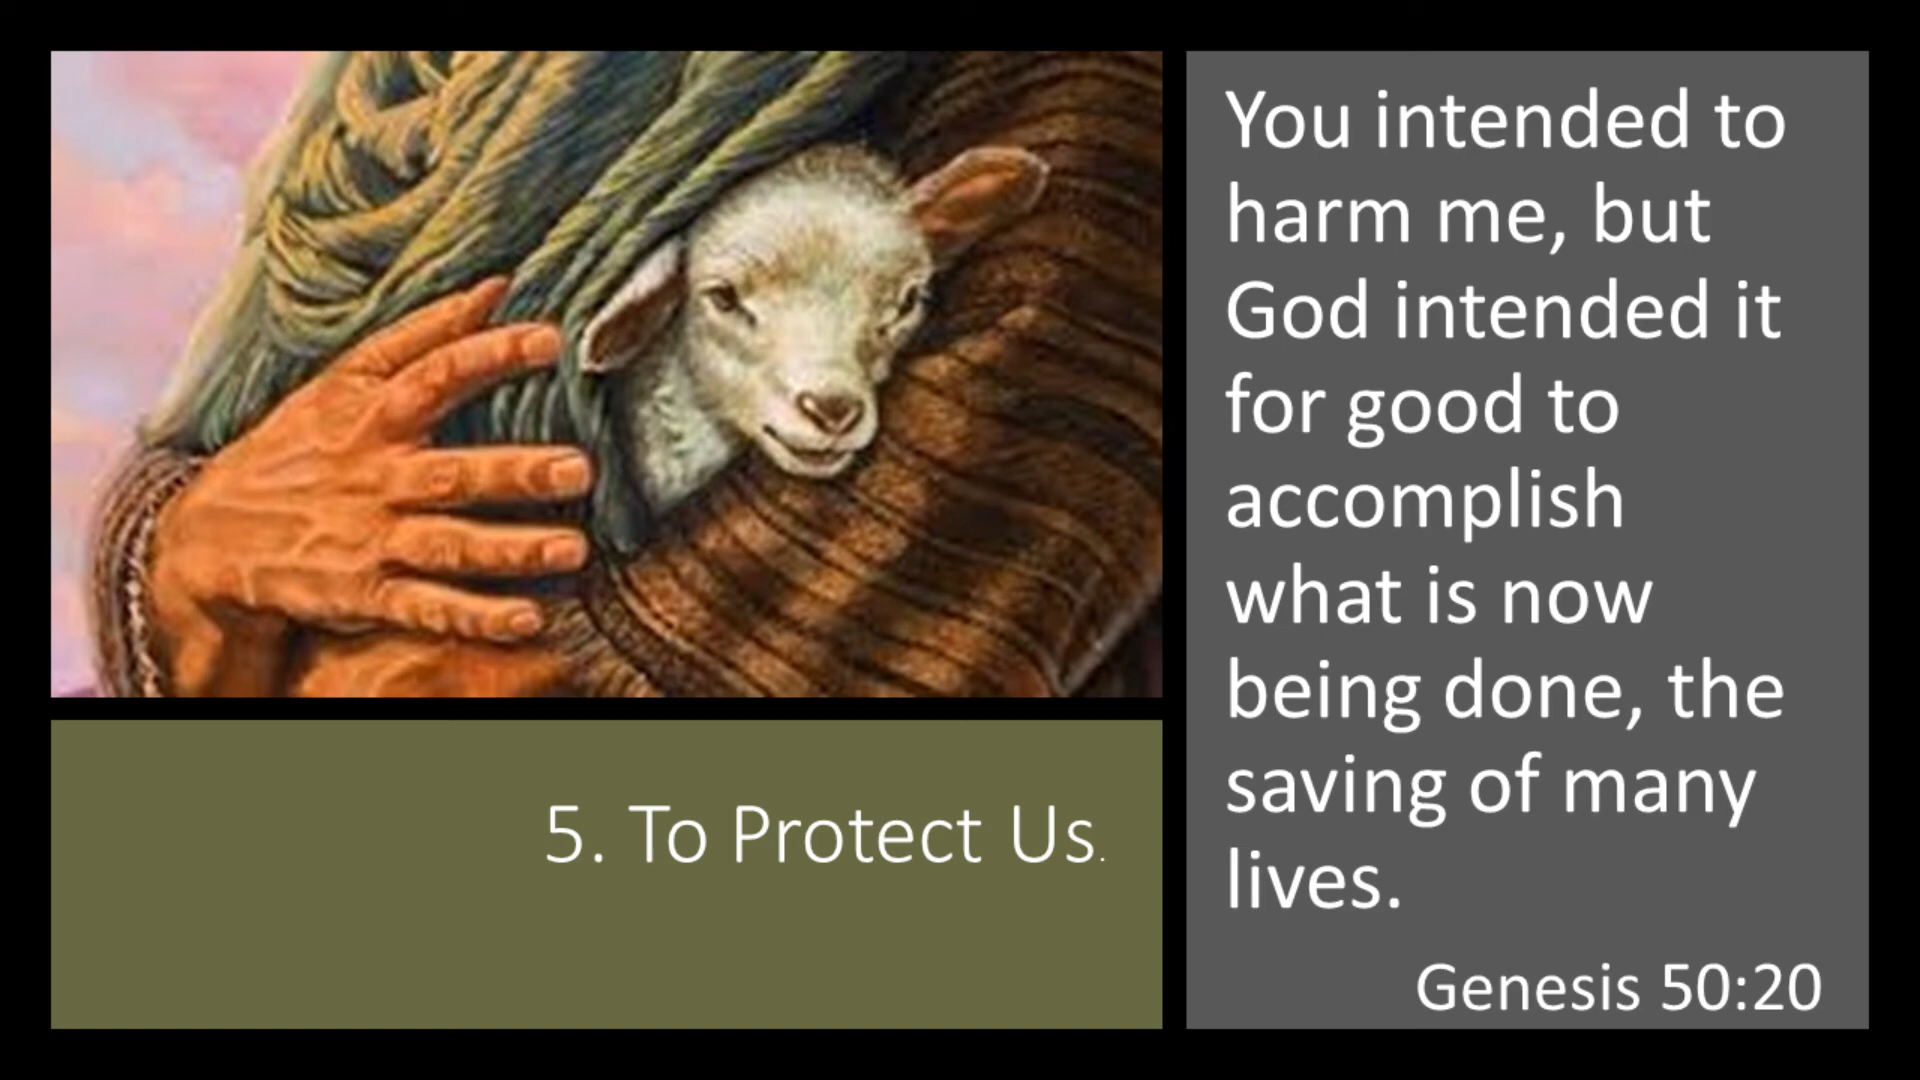 You intended to
harm me, but
God intended it
for good to
accomplish
what is now
being done, the
saving of many
lives.
Genesis 50:20
5. To Protect Us.